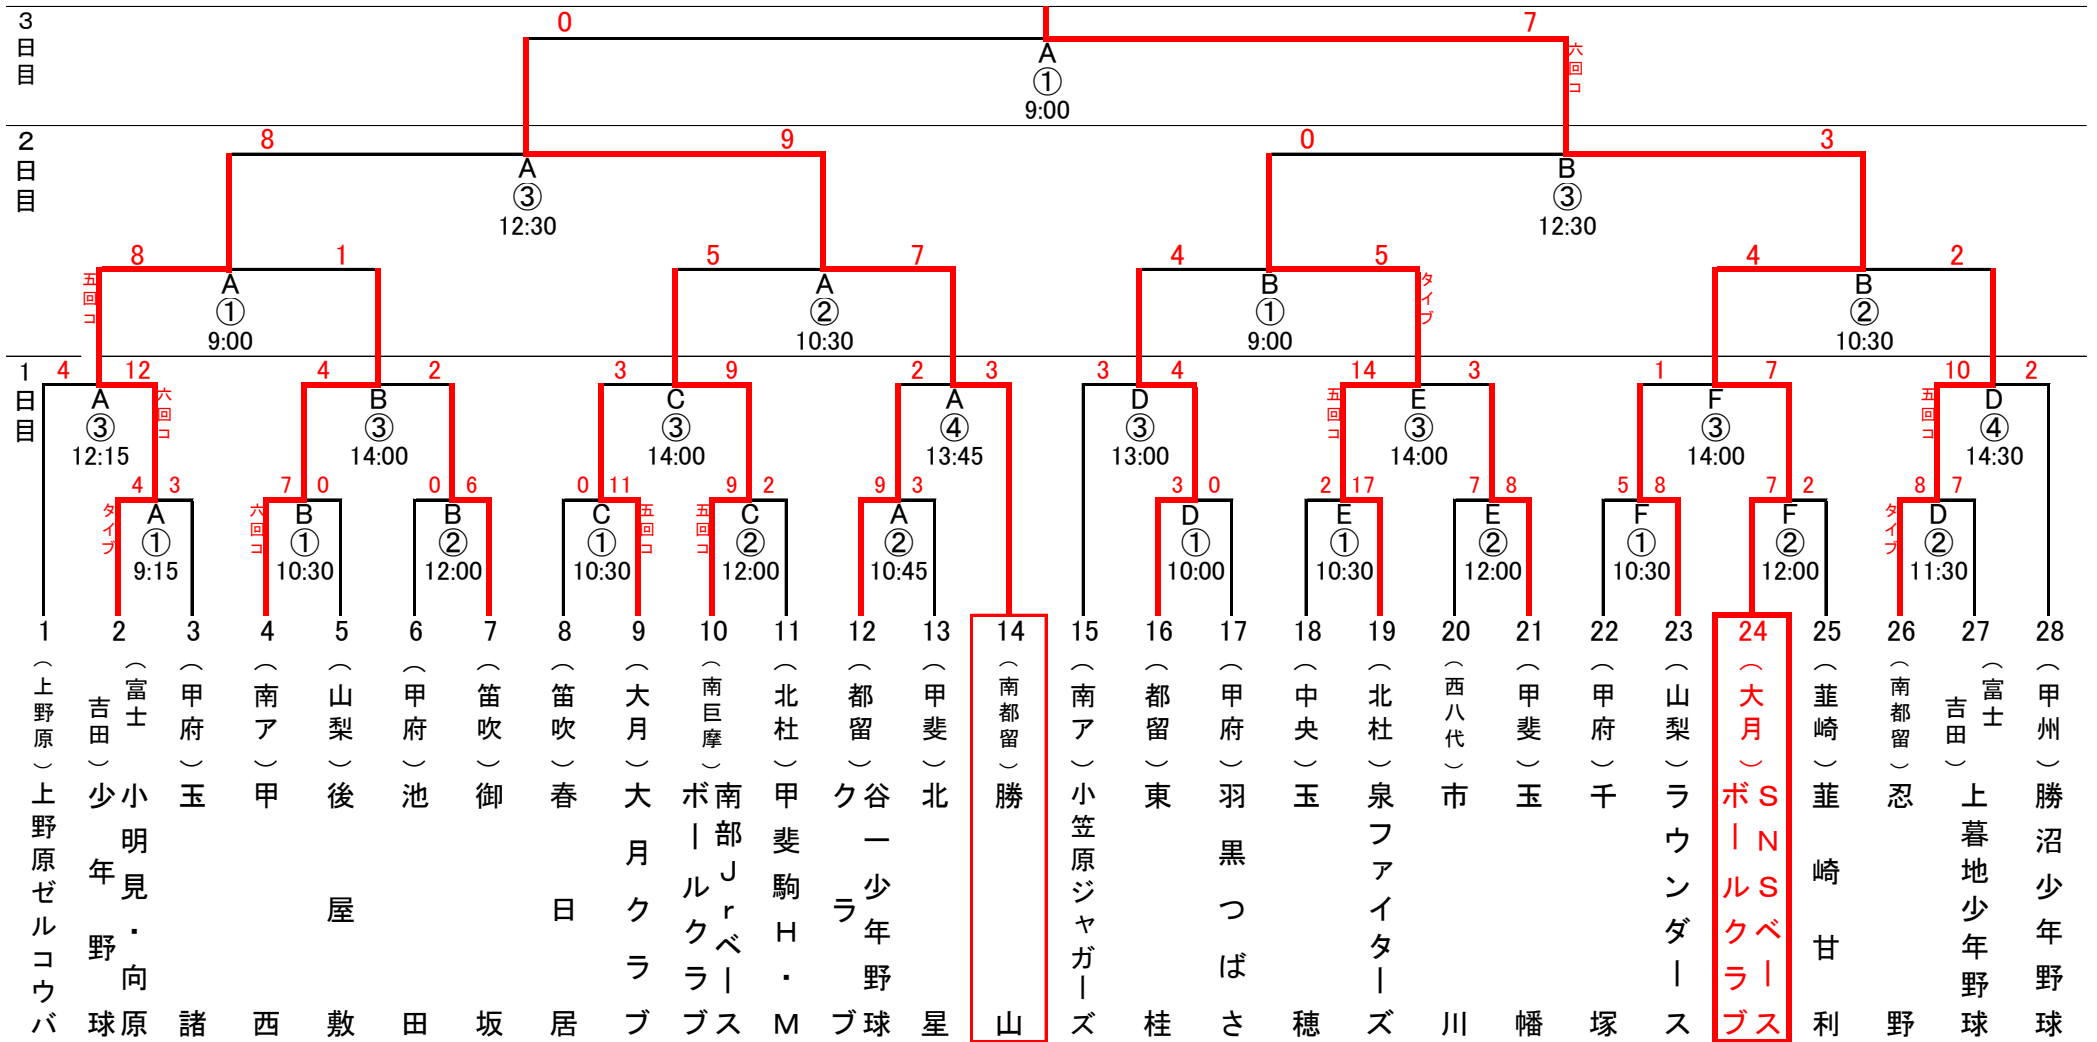 3日目
0
7
A
①
9:00
六回コ
2日目
8
9
A
③
12:30
0
3
B
③
12:30
8
1
五回コ
A
①
9:00
5
7
A
②
10:30
4
5
タイブ
B
①
9:00
4
2
B
②
10:30
1日目
4
12
六回コ
A
③
12:15
4
2
B
③
14:00
3
9
C
③
14:00
2
3
A
④
13:45
3
4
D
③
13:00
14
3
五回コ
E
③
14:00
1
7
F
③
14:00
10
2
五回コ
D
④
14:30
4
3
タイブ
A
①
9:15
7
0
六回コ
B
①
10:30
0
6
B
②
12:00
0
11
五回コ
C
①
10:30
9
2
五回コ
C
②
12:00
9
3
A
②
10:45
3
0
D
①
10:00
2
17
E
①
10:30
7
8
E
②
12:00
5
8
F
①
10:30
7
2
F
②
12:00
8
7
タイブ
D
②
11:30
1
（上野原）上野原ゼルコウバ
2
（富士吉田）
小明見・向原
少年野球
3
（甲府）玉諸
4
（南ア）甲西
5
（山梨）後屋敷
6
（甲府）池田
7
（笛吹）御坂
8
（笛吹）春日居
9
（大月）大月クラブ
10
（南巨摩）
南部Jrベース
ボールクラブ
11
（北杜）甲斐駒H・M
12
（都留）
谷一少年野球
クラブ
13
（甲斐）北星
14
（南都留）勝山
15
（南ア）小笠原ジャガーズ
16
（都留）東桂
17
（甲府）羽黒つばさ
18
（中央）玉穂
19
（北杜）泉ファイターズ
20
（西八代）市川
21
（甲斐）玉幡
22
（甲府）千塚
23
（山梨）ラウンダース
24
（大月）
SNSベース
ボールクラブ
25
（韮崎）韮崎甘利
26
（南都留）忍野
27
（富士吉田）
上暮地少年野球
28
（甲州）勝沼少年野球